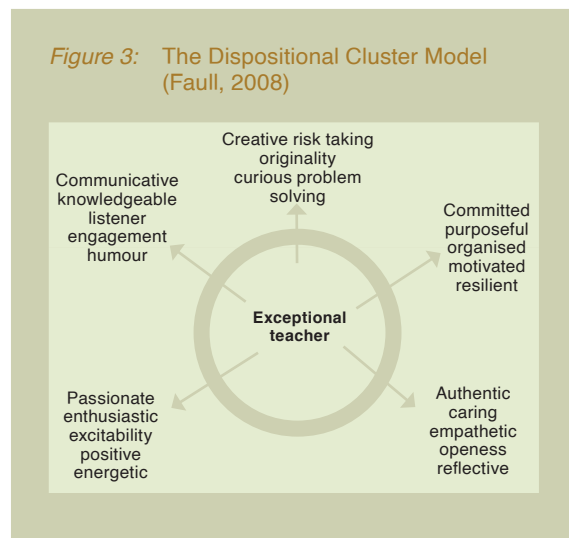 Figure 3: The Dispositional Cluster Model
(Faull, 2008)
Creative risk taking
originality
curious problem
solving
Communicative
knowledgeable
listener
engagement
humour
Committed
purposeful
organised
motivated
resilient
Exceptional
teacher
Passionate
enthusiastic
excitability
positive
energetic
Authentic
caring
empathetic
openess
reflective